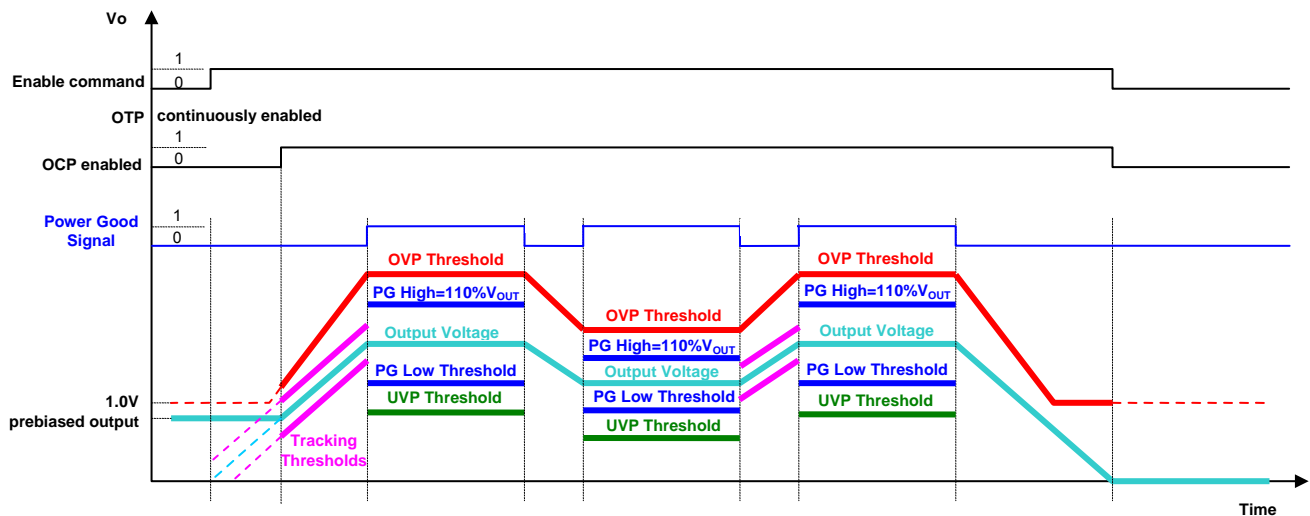 Vo
1
Enable command
0
OTP continuously enabled
1
OCP enabled
0
Power Good
Signal
1
0
OVP Threshold
PG High=110%VOUT
Output Voltage
PG Low Threshold
UVP Threshold
OVP Threshold
PG High=110%VOUT
Output Voltage
PG Low Threshold
UVP Threshold
OVP Threshold
PG High=110%VOUT
Output Voltage
PG Low Threshold
UVP Threshold
1.0V
prebiased output
Tracking
Thresholds
Time